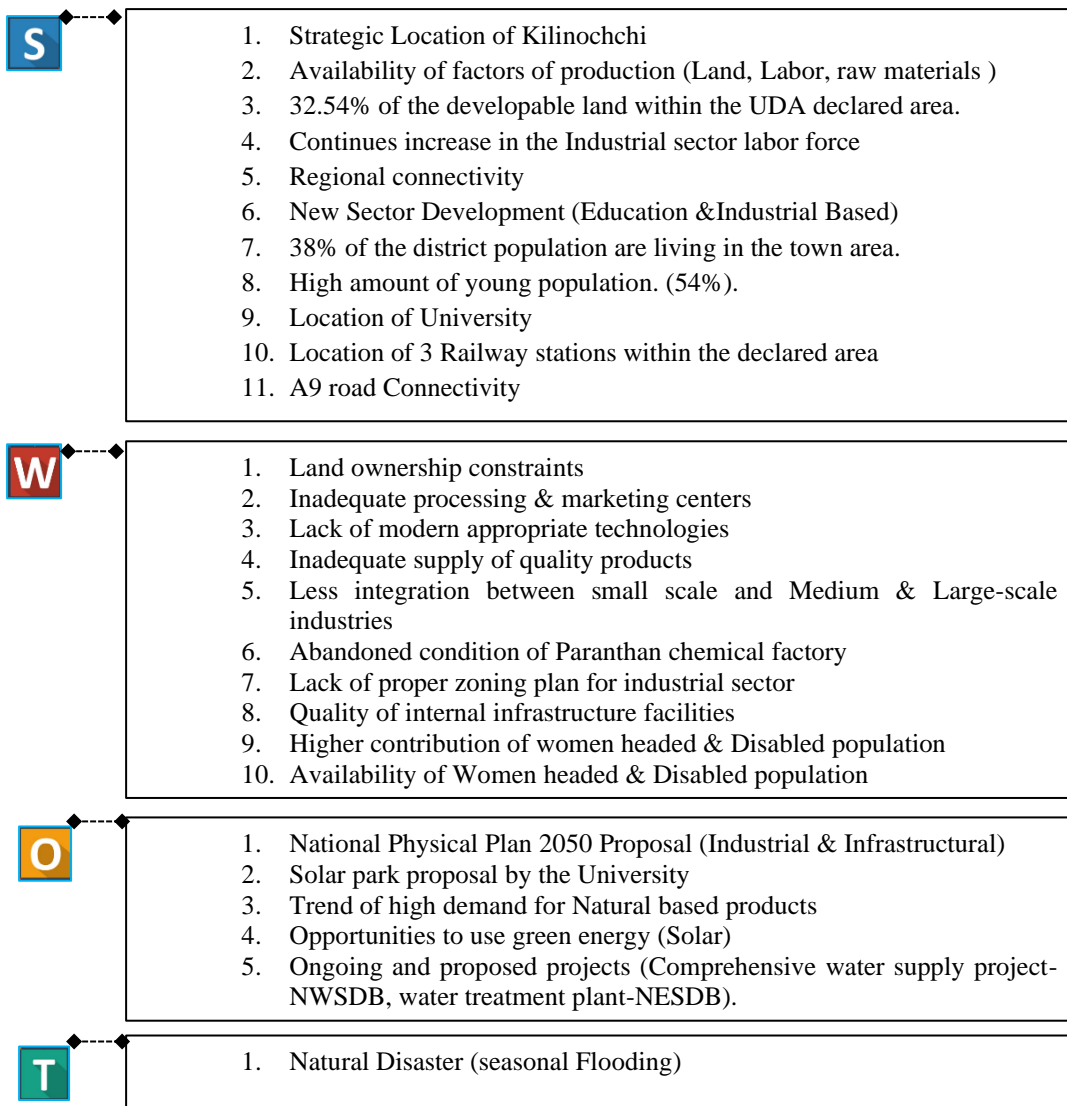 S
1. Strategic Location of Kilinochchi
2. Availability of factors of production (Land, Labor, raw materials )
3. 32.54% of the developable land within the UDA declared area.
4. Continues increase in the Industrial sector labor force
5. Regional connectivity
6. New Sector Development (Education &Industrial Based)
7. 38% of the district population are living in the town area.
8. High amount of young population. (54%).
9. Location of University
10. Location of 3 Railway stations within the declared area
11. A9 road Connectivity
W
1. Land ownership constraints
2. Inadequate processing & marketing centers
3. Lack of modern appropriate technologies
4. Inadequate supply of quality products
5. Less integration between small scale and Medium & Large-scale
industries
6. Abandoned condition of Paranthan chemical factory
7. Lack of proper zoning plan for industrial sector
8. Quality of internal infrastructure facilities
9. Higher contribution of women headed & Disabled population
10. Availability of Women headed & Disabled population
O
1. National Physical Plan 2050 Proposal (Industrial & Infrastructural)
2. Solar park proposal by the University
3. Trend of high demand for Natural based products
4. Opportunities to use green energy (Solar)
5. Ongoing and proposed projects (Comprehensive water supply project-
NWSDB, water treatment plant-NESDB).
T
1. Natural Disaster (seasonal Flooding)